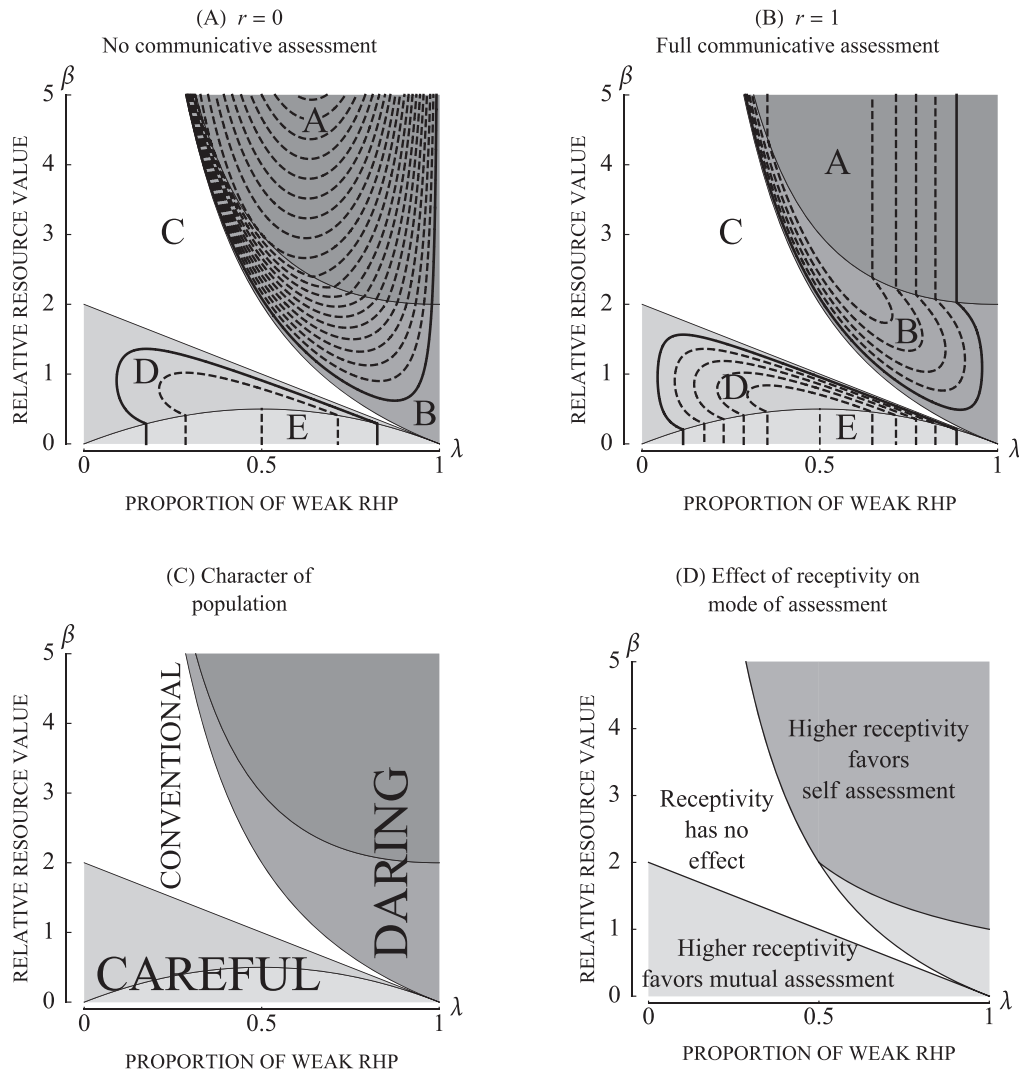 (A) r = 0
No communicative assessment
(B) r = 1
Full communicative assessment
β
5
4
3
2
1
0
RELATIVE RESOURCE VALUE
A
C
D
B
E
0
0.5
1
λ
PROPORTION OF WEAK RHP
β
5
4
3
2
1
0
RELATIVE RESOURCE VALUE
A
C
B
D
E
0
0.5
1
λ
PROPORTION OF WEAK RHP
(C) Character of
population
β
5
4
3
2
1
0
RELATIVE RESOURCE VALUE
CONVENTIONAL
DARING
CAREFUL
0
0.5
1
λ
PROPORTION OF WEAK RHP
(D) Effect of receptivity on
mode of assessment
β
5
4
3
2
1
0
RELATIVE RESOURCE VALUE
Higher receptivity
favors
self assessment
Receptivity
has no
effect
Higher receptivity
favors mutual assessment
0
0.5
1
λ
PROPORTION OF WEAK RHP